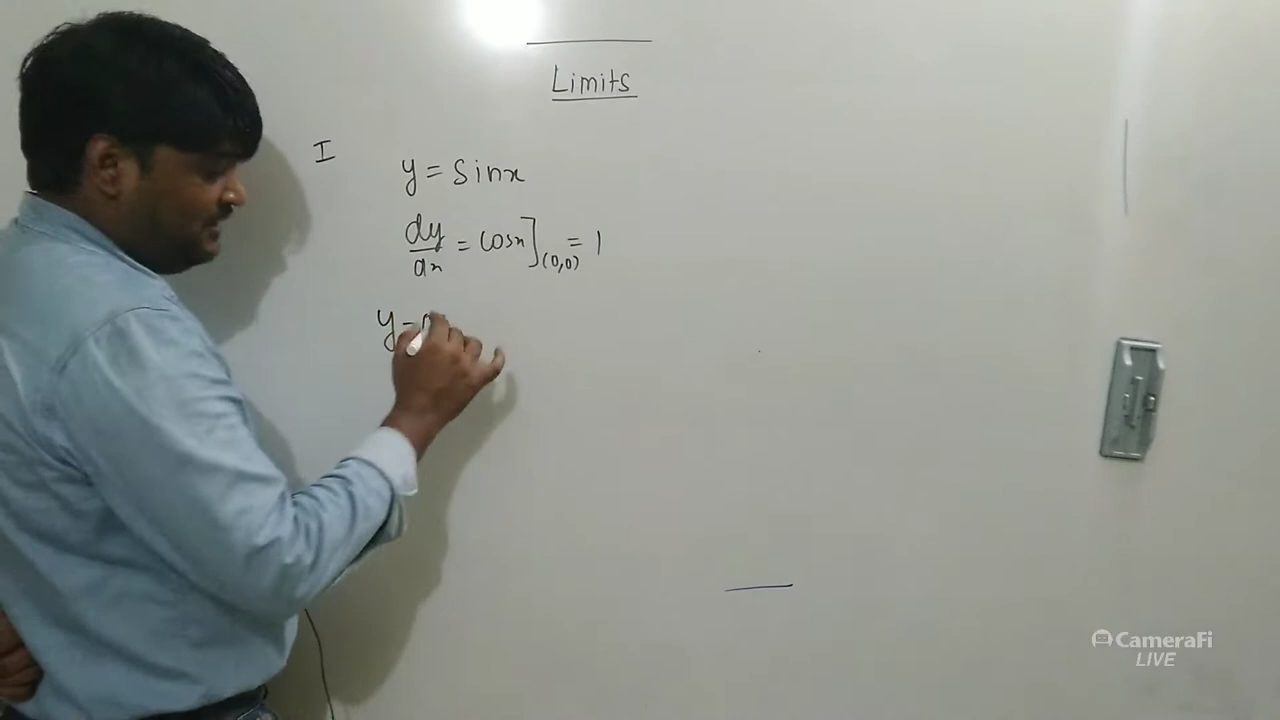 Limits
I
y = sinx
dy/dx = cosx](0,0) = 1
y -
CameraFi
LIVE